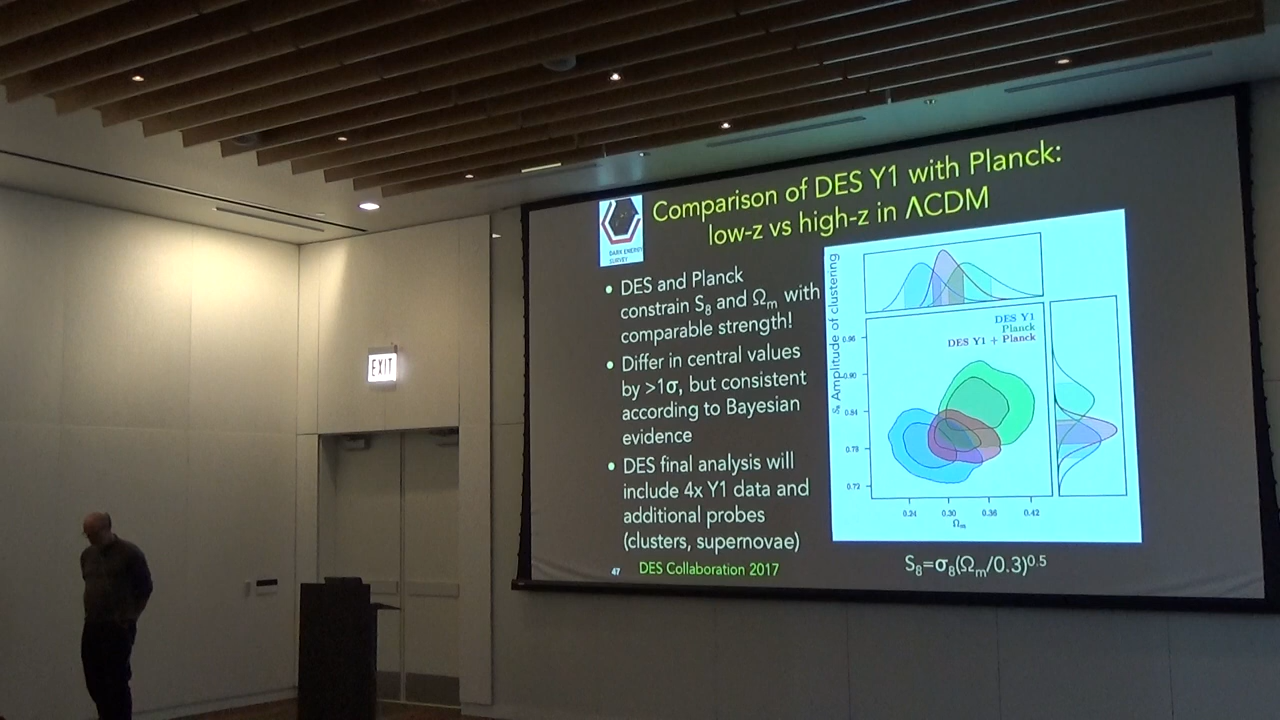 Comparison of DES Y1 with Planck:
low-z vs high-z in ΛCDM
DARK ENERGY
SURVEY
• DES and Planck
constrain S₈ and Ωₘ with
comparable strength!
• Differ in central values
by >1σ, but consistent
according to Bayesian
evidence
• DES final analysis will
include 4x Y1 data and
additional probes
(clusters, supernovae)
47 DES Collaboration 2017
S₈ Amplitude of clustering
DES Y1
Planck
DES Y1 + Planck
0.96
0.90
0.84
0.78
0.72
0.24 0.30 0.36 0.42
Ωₘ
S₈=σ₈(Ωₘ/0.3)⁰·⁵
EXIT